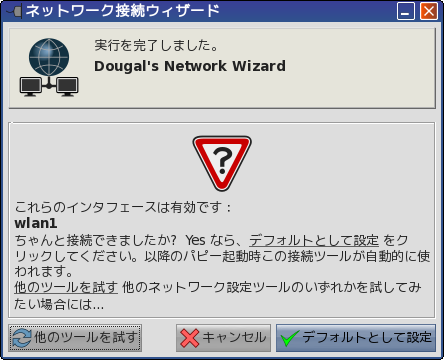 ネットワーク接続ウィザード
実行を完了しました。
Dougal's Network Wizard
これらのインタフェースは有効です：
wlan1
ちゃんと接続できましたか? Yes なら、デフォルトとして設定 をク
リックしてください。以降のパピー起動時この接続ツールが自動的に使
われます。
他のツールを試す 他のネットワーク設定ツールのいずれかを試してみ
たい場合には...
他のツールを試す
キャンセル
デフォルトとして設定